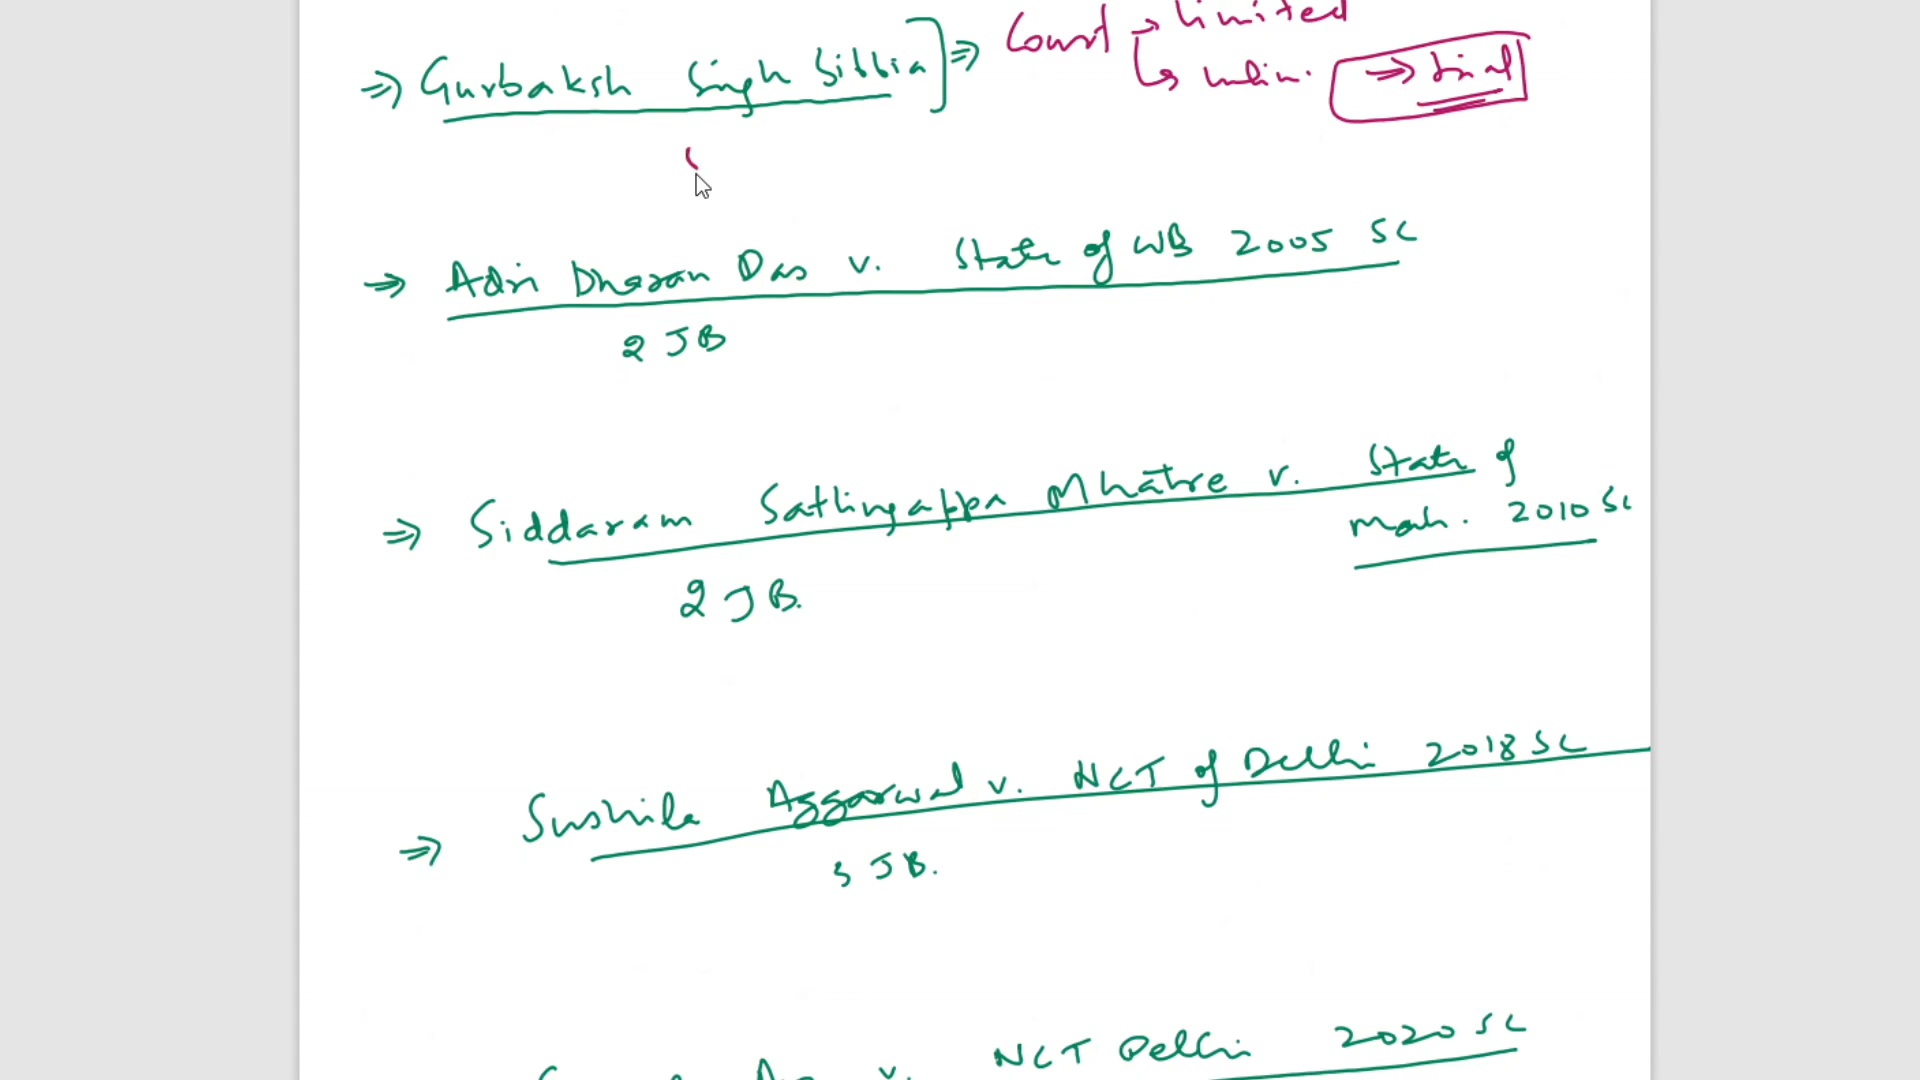 ⇒ Gurbaksh Singh Sibbia] ⇒ Court → limited
↳ unlim. ⇒ trial
⇒ Adri Dharan Das v. State of WB 2005 SC
2 JB
⇒ Siddaram Satlingappa Mhatre v. State of
Mah. 2010 SC
2 JB.
⇒ Sushila Aggarwal v. NCT of Delhi 2018 SC
3 JB.
v. NCT Delhi 2020 SC